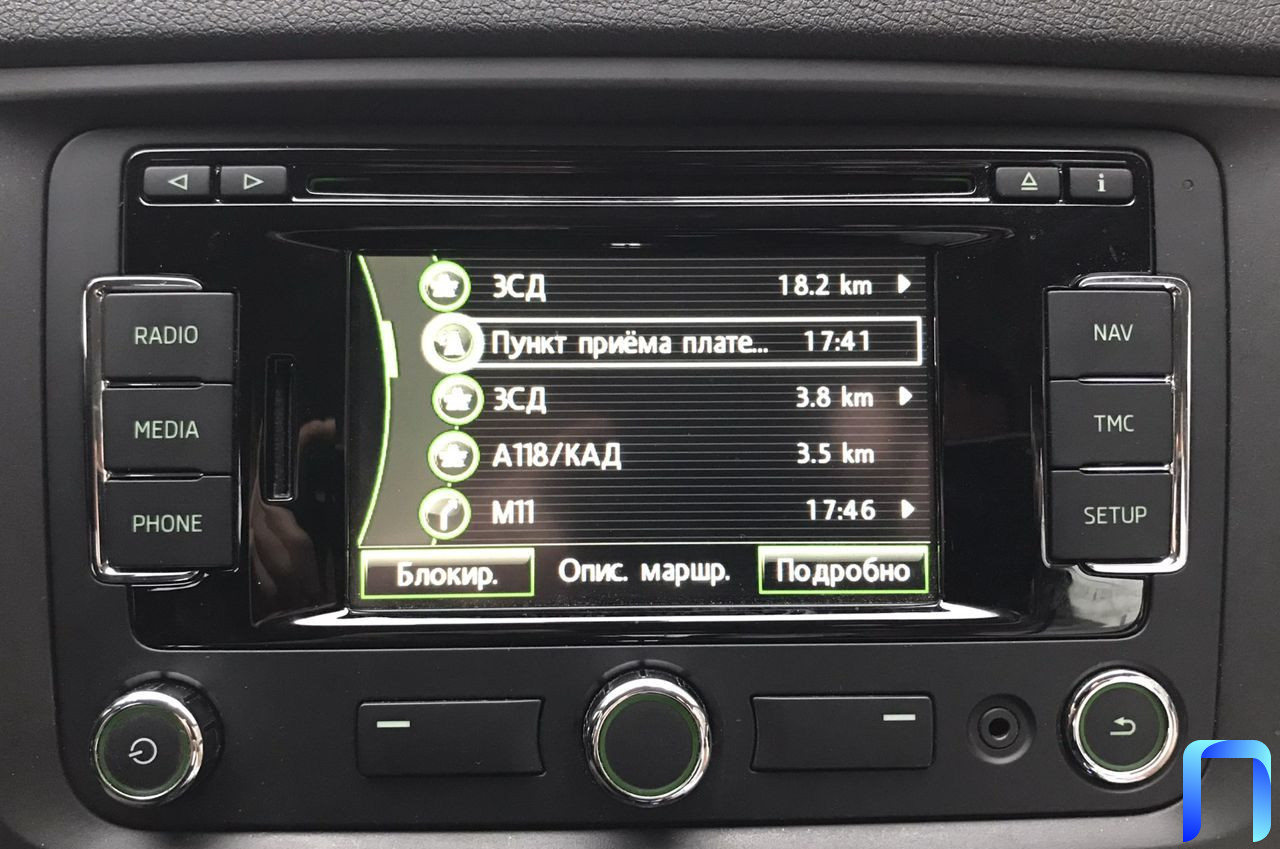 ЗСД 18.2 km
Пункт приёма плате... 17:41
ЗСД 3.8 km
A118/КАД 3.5 km
M11 17:46
Блокир. Опис. маршр. Подробно
RADIO
MEDIA
PHONE
NAV
TMC
SETUP
i